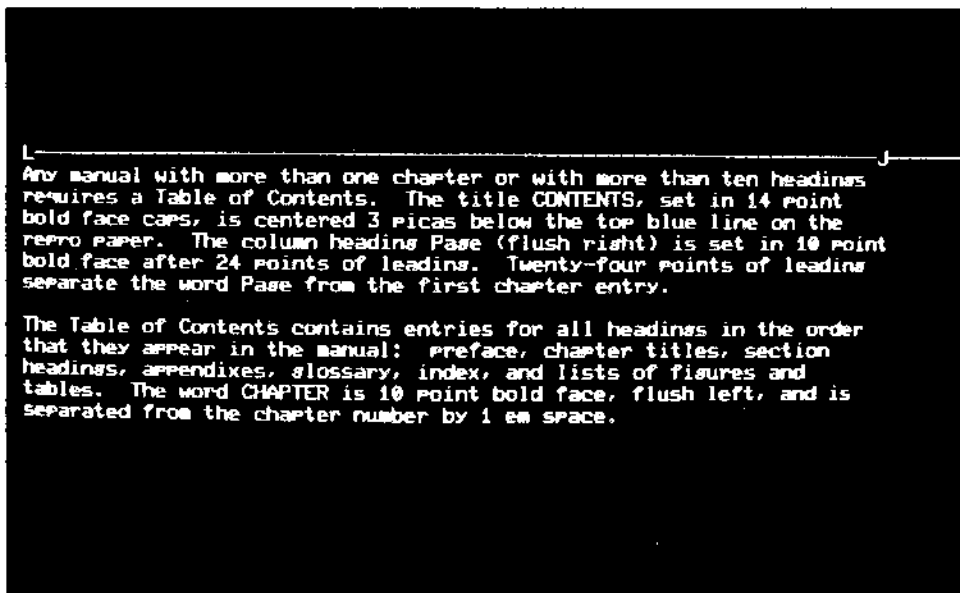 L J
Any manual with more than one chapter or with more than ten headings
requires a Table of Contents.  The title CONTENTS, set in 14 point
bold face caps, is centered 3 picas below the top blue line on the
repro paper.  The column heading Page (flush right) is set in 10 point
bold face after 24 points of leading.  Twenty-four points of leading
separate the word Page from the first chapter entry.
The Table of Contents contains entries for all headings in the order
that they appear in the manual:  preface, chapter titles, section
headings, appendixes, glossary, index, and lists of figures and
tables.  The word CHAPTER is 10 point bold face, flush left, and is
separated from the chapter number by 1 em space.